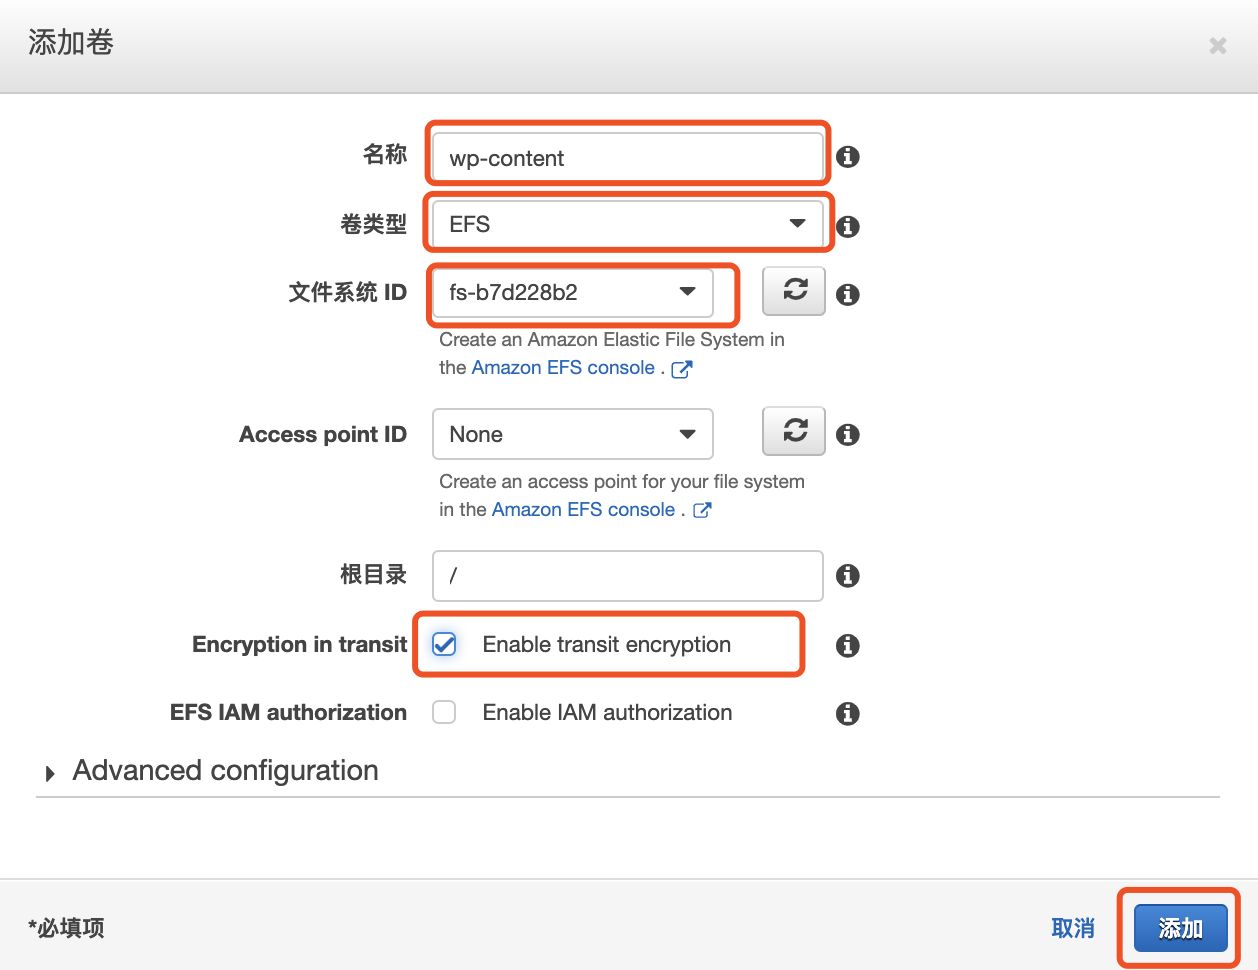 添加卷
名称 wp-content
卷类型 EFS
文件系统 ID fs-b7d228b2
Create an Amazon Elastic File System in
the Amazon EFS console .
Access point ID None
Create an access point for your file system
in the Amazon EFS console .
根目录 /
Encryption in transit Enable transit encryption
EFS IAM authorization Enable IAM authorization
Advanced configuration
*必填项 取消 添加